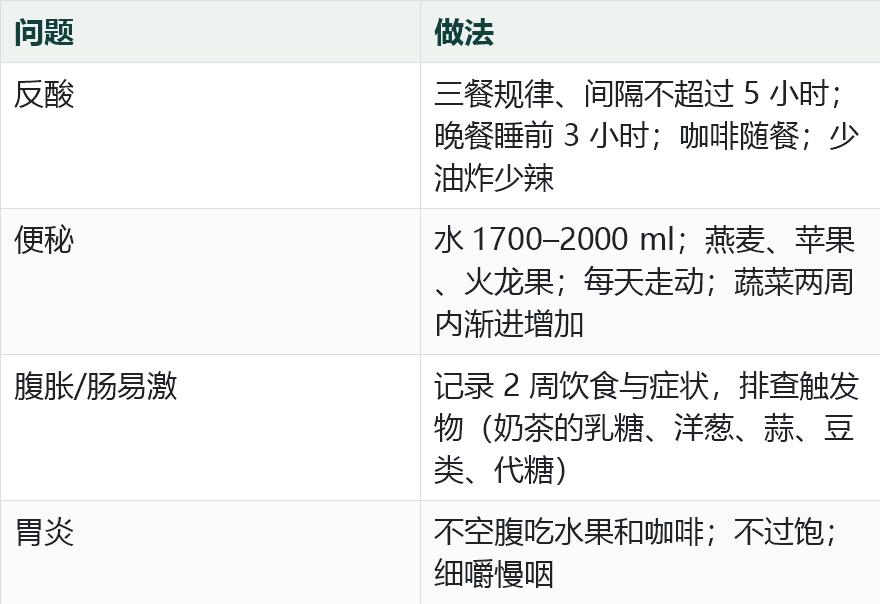 问题
做法
反酸
三餐规律、间隔不超过 5 小时；
晚餐睡前 3 小时；咖啡随餐；少
油炸少辣
便秘
水 1700–2000 ml；燕麦、苹果
、火龙果；每天走动；蔬菜两周
内渐进增加
腹胀/肠易激
记录 2 周饮食与症状，排查触发
物（奶茶的乳糖、洋葱、蒜、豆
类、代糖）
胃炎
不空腹吃水果和咖啡；不过饱；
细嚼慢咽